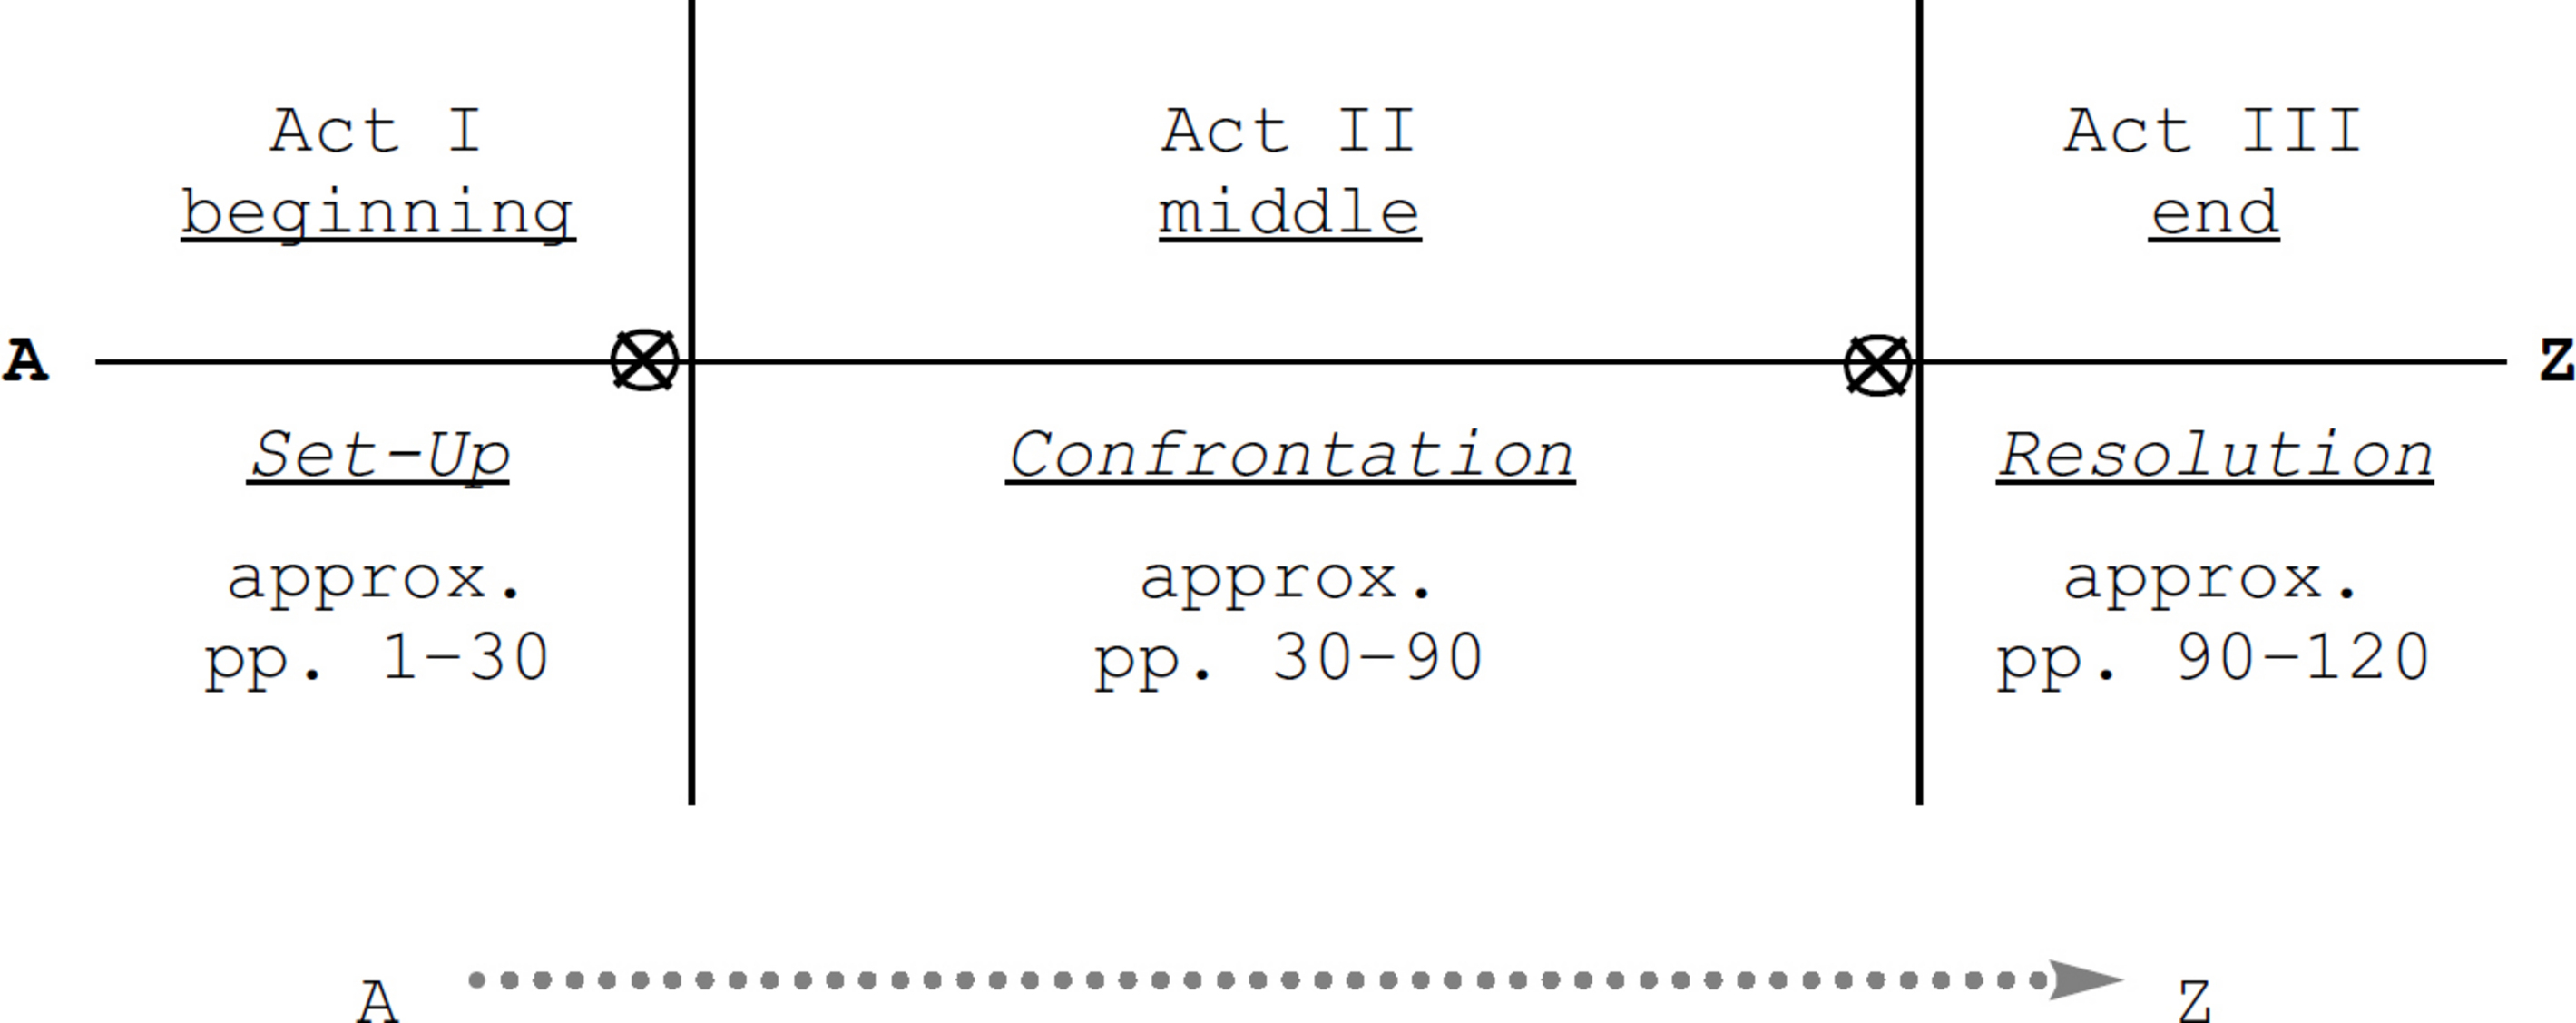 Act I
beginning
Act II
middle
Act III
end
A
Z
Set-Up
approx.
pp. 1–30
Confrontation
approx.
pp. 30–90
Resolution
approx.
pp. 90–120
A
Z